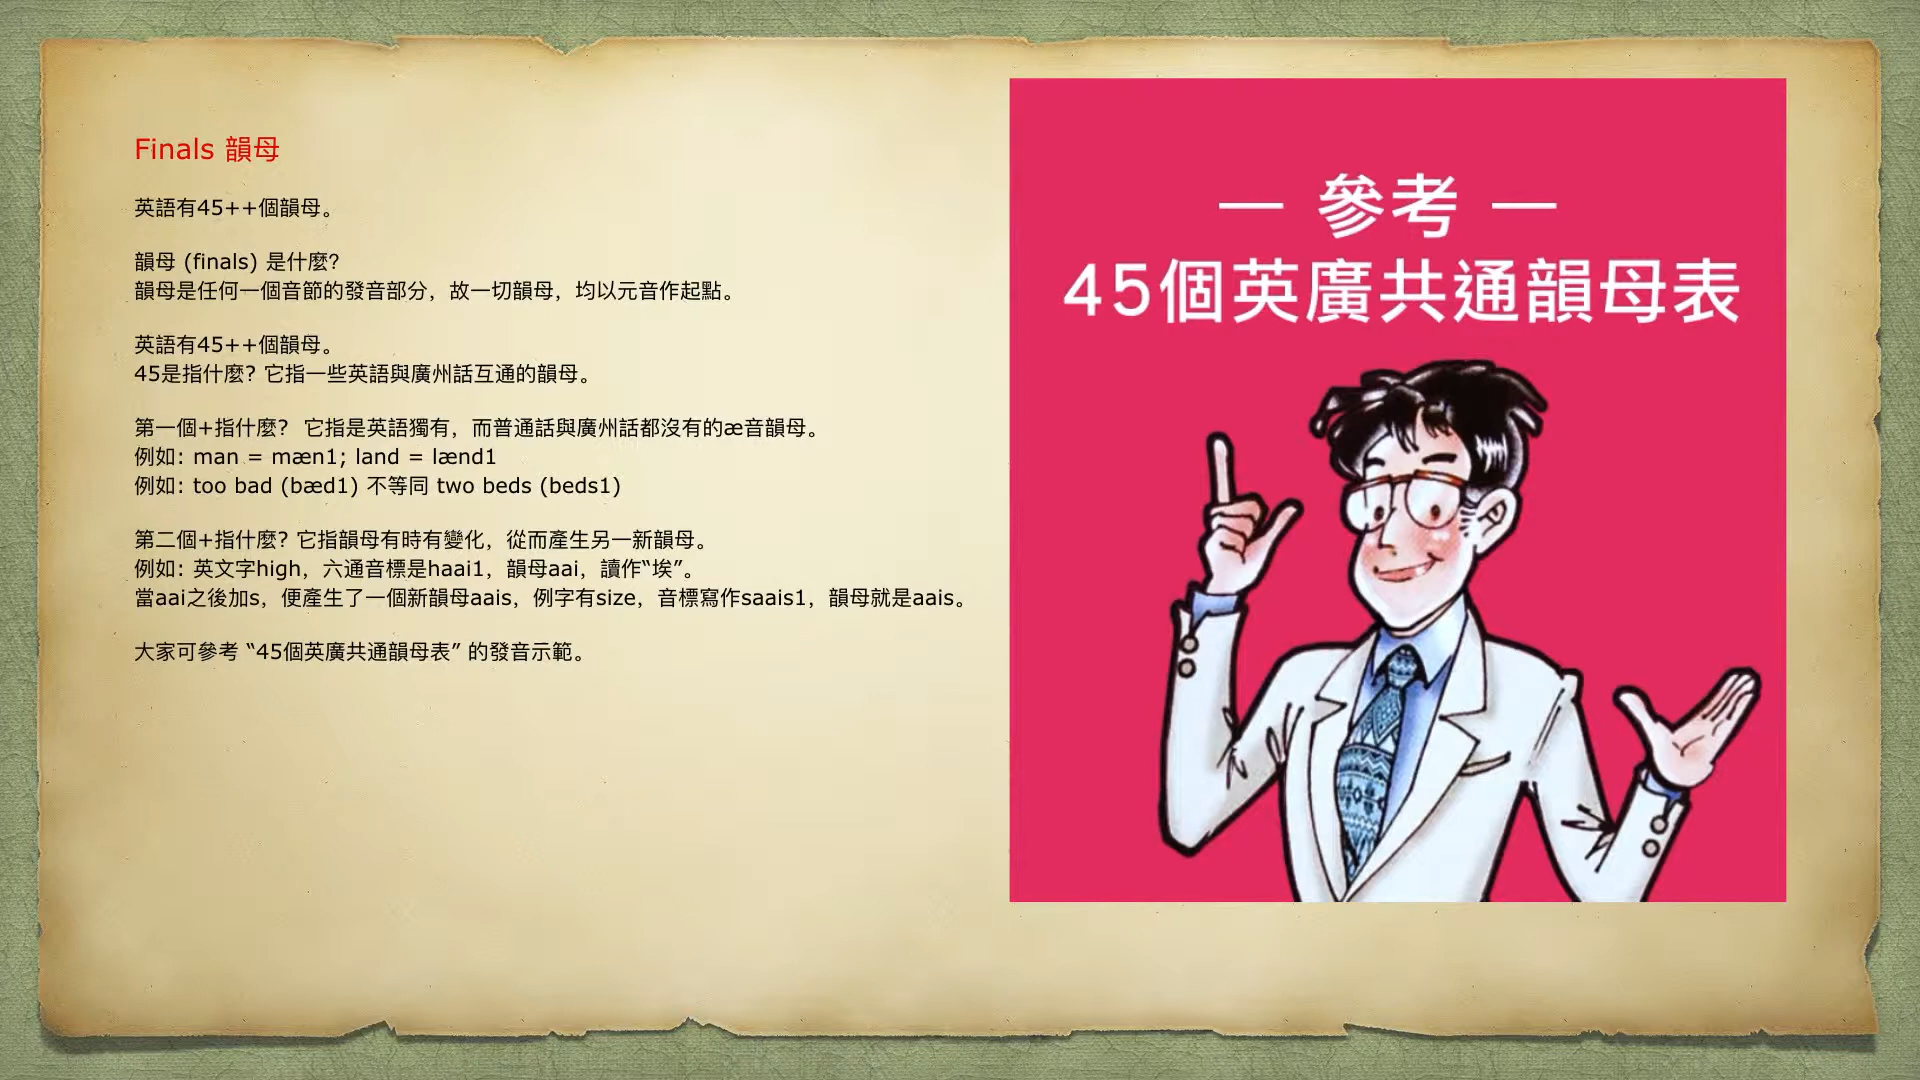 Finals 韻母
英語有45++個韻母。
韻母 (finals) 是什麼?
韻母是任何一個音節的發音部分，故一切韻母，均以元音作起點。
英語有45++個韻母。
45是指什麼? 它指一些英語與廣州話互通的韻母。
第一個+指什麼?  它指是英語獨有，而普通話與廣州話都沒有的æ音韻母。
例如: man = mæn1; land = lænd1
例如: too bad (bæd1) 不等同 two beds (beds1)
第二個+指什麼? 它指韻母有時有變化，從而產生另一新韻母。
例如: 英文字high，六通音標是haai1，韻母aai，讀作“埃”。
當aai之後加s，便產生了一個新韻母aais，例字有size，音標寫作saais1，韻母就是aais。
大家可參考 “45個英廣共通韻母表” 的發音示範。
— 參考 —
45個英廣共通韻母表